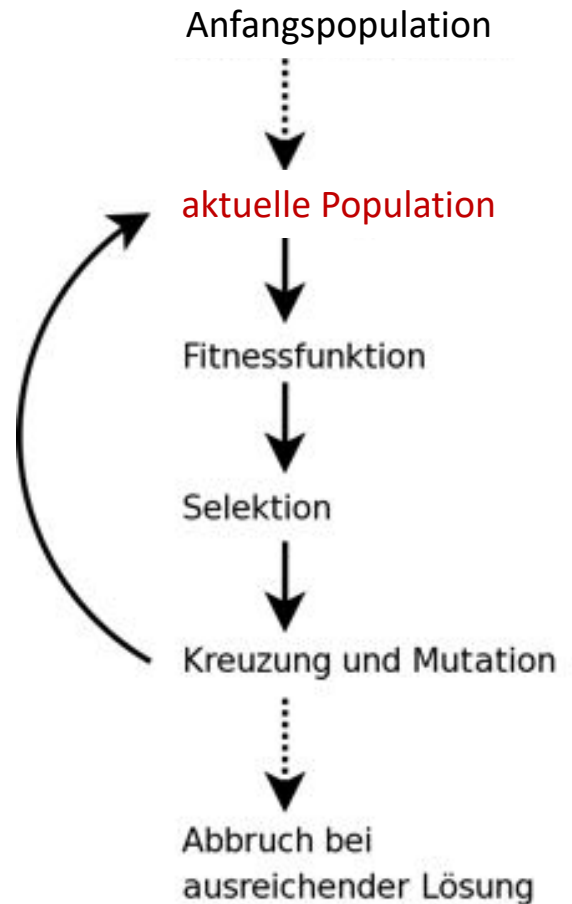 Anfangspopulation
aktuelle Population
Fitnessfunktion
Selektion
Kreuzung und Mutation
Abbruch bei
ausreichender Lösung